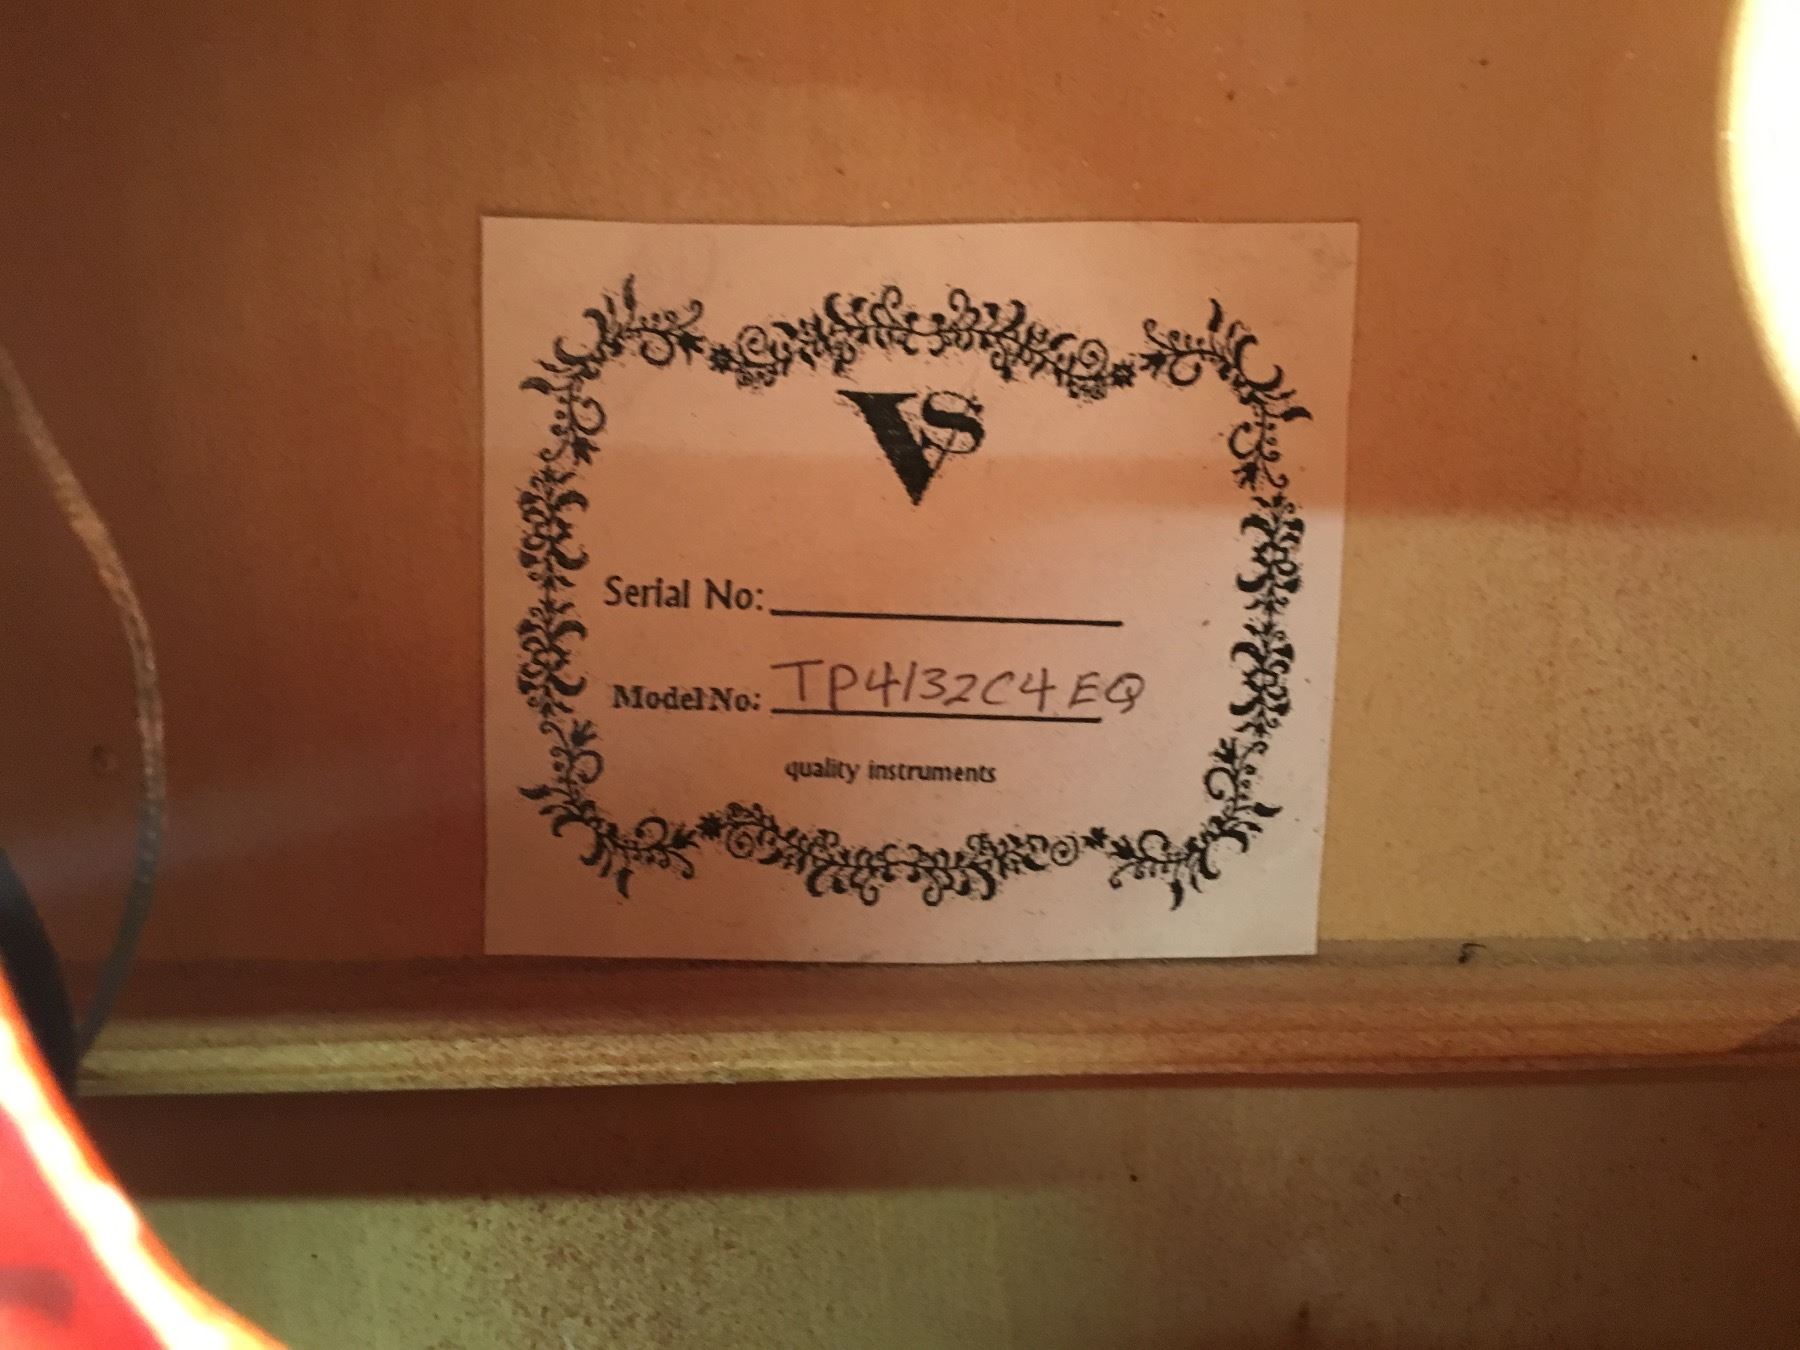 VS
Serial No:
Model No: TP4132C4EQ
quality instruments